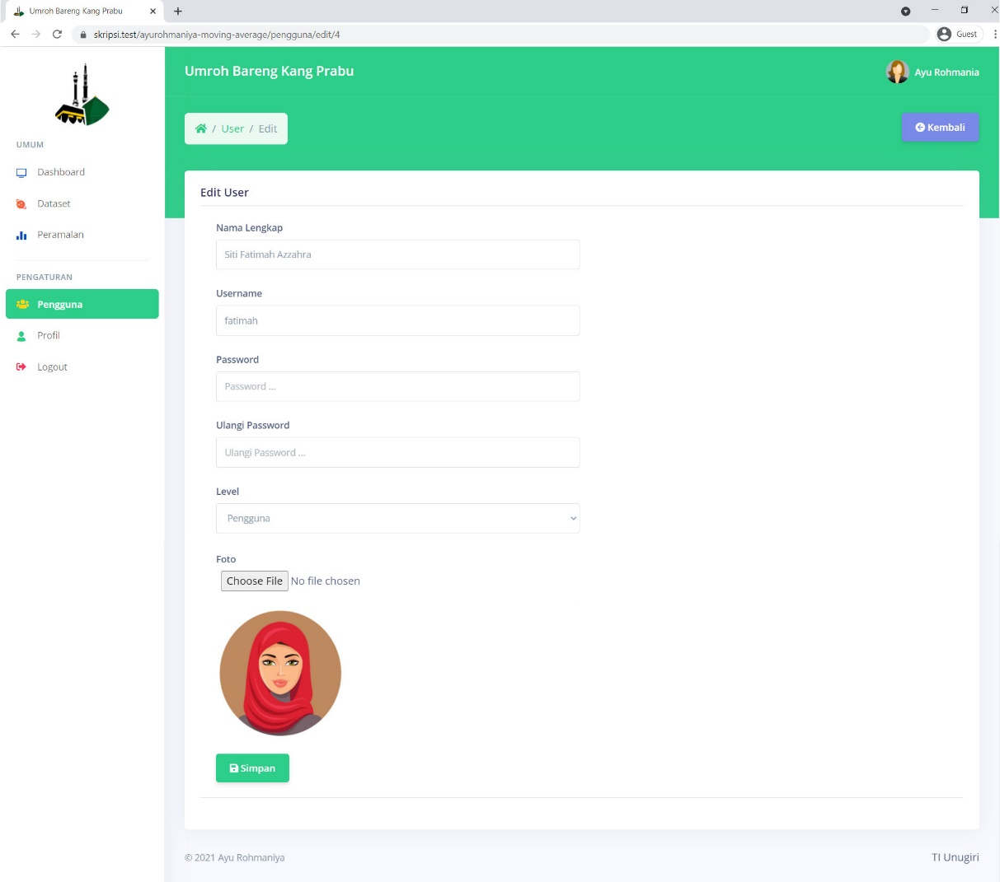 Umroh Bareng Kang Prabu
skripsi.test/ayurohmaniya-moving-average/pengguna/edit/4
Guest
Umroh Bareng Kang Prabu
Ayu Rohmania
/ User / Edit
Kembali
UMUM
Dashboard
Dataset
Peramalan
PENGATURAN
Pengguna
Profil
Logout
Edit User
Nama Lengkap
Siti Fatimah Azzahra
Username
fatimah
Password
Password ...
Ulangi Password
Ulangi Password ...
Level
Pengguna
Foto
Choose File No file chosen
Simpan
© 2021 Ayu Rohmaniya
TI Unugiri